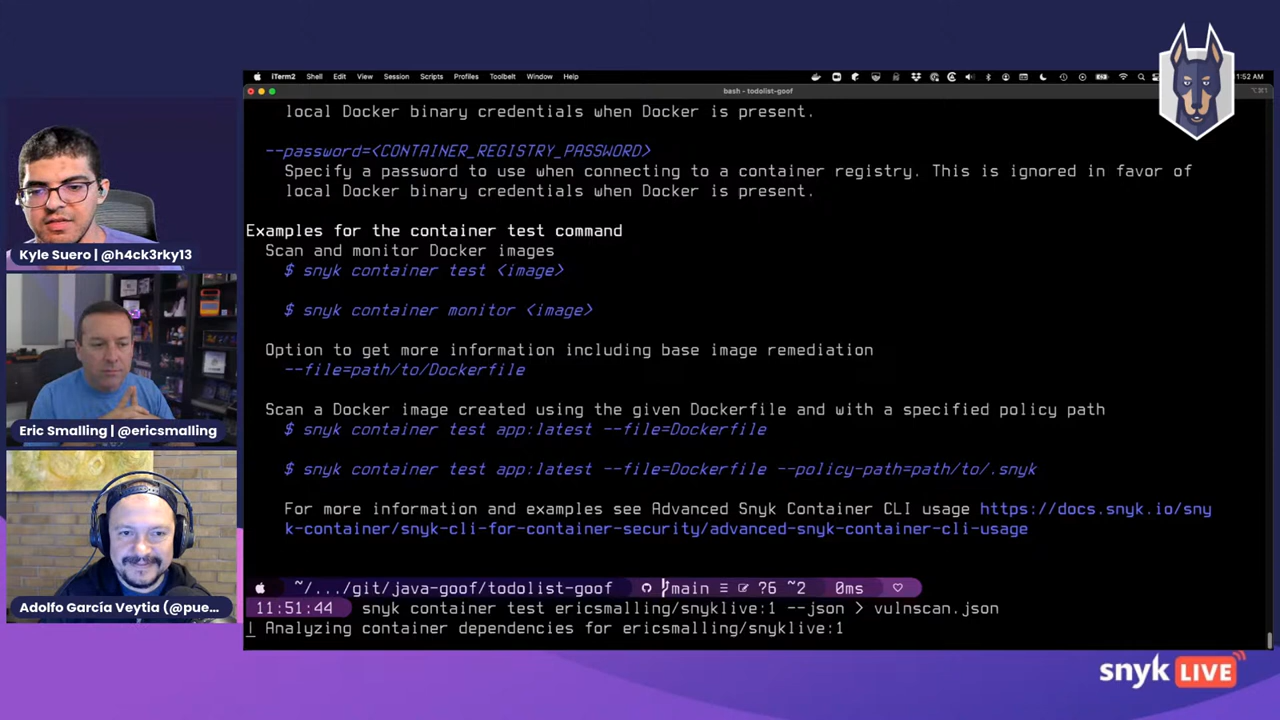 iTerm2 Shell Edit View Session Scripts Profiles Toolbelt Window Help
:52 AM
bash - todolist-goof
⌥⌘1
local Docker binary credentials when Docker is present.
--password=<CONTAINER_REGISTRY_PASSWORD>
Specify a password to use when connecting to a container registry. This is ignored in favor of
local Docker binary credentials when Docker is present.
Examples for the container test command
Scan and monitor Docker images
$ snyk container test <image>
$ snyk container monitor <image>
Option to get more information including base image remediation
--file=path/to/Dockerfile
Scan a Docker image created using the given Dockerfile and with a specified policy path
$ snyk container test app:latest --file=Dockerfile
$ snyk container test app:latest --file=Dockerfile --policy-path=path/to/.snyk
For more information and examples see Advanced Snyk Container CLI usage https://docs.snyk.io/sny
k-container/snyk-cli-for-container-security/advanced-snyk-container-cli-usage
~/.../git/java-goof/todolist-goof main ≡ ?6 ~2 0ms
11:51:44 snyk container test ericsmalling/snyklive:1 --json > vulnscan.json
| Analyzing container dependencies for ericsmalling/snyklive:1
Kyle Suero | @h4ck3rky13
Eric Smalling | @ericsmalling
Adolfo García Veytia (@pue...
snyk LIVE